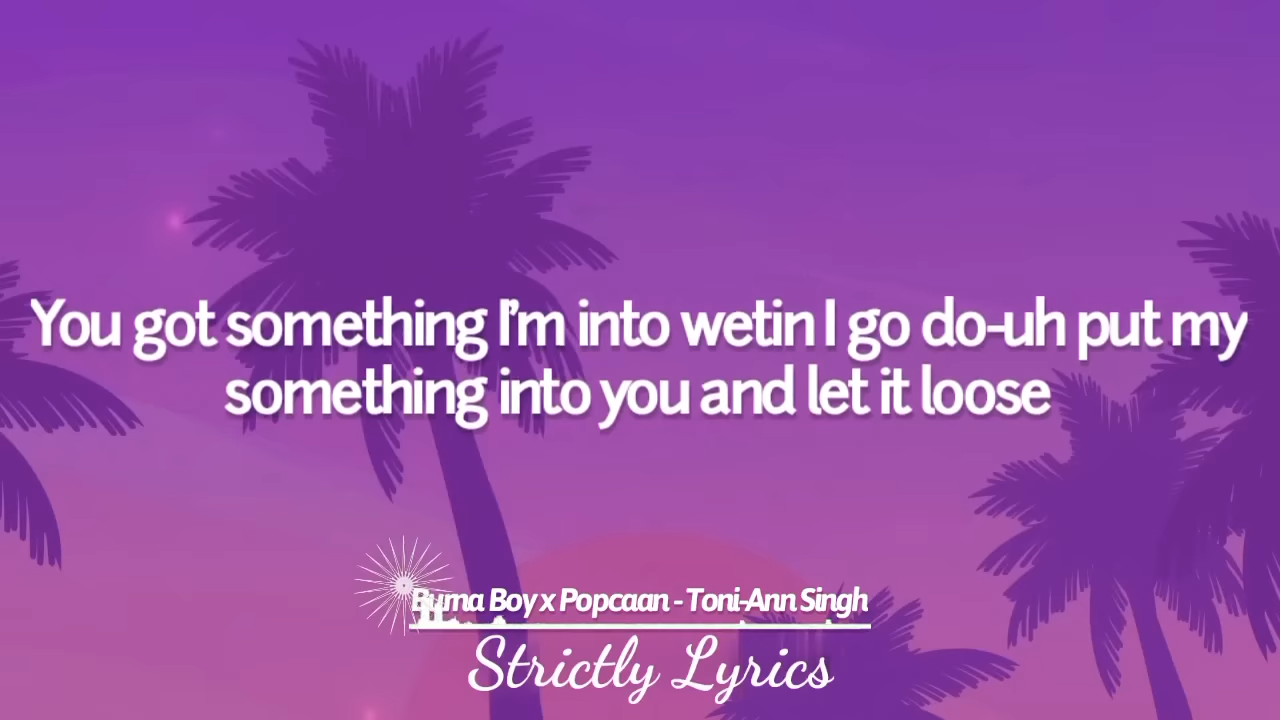 You got something I'm into wetin I go do-uh put my
something into you and let it loose
Burna Boy x Popcaan - Toni-Ann Singh
Strictly Lyrics